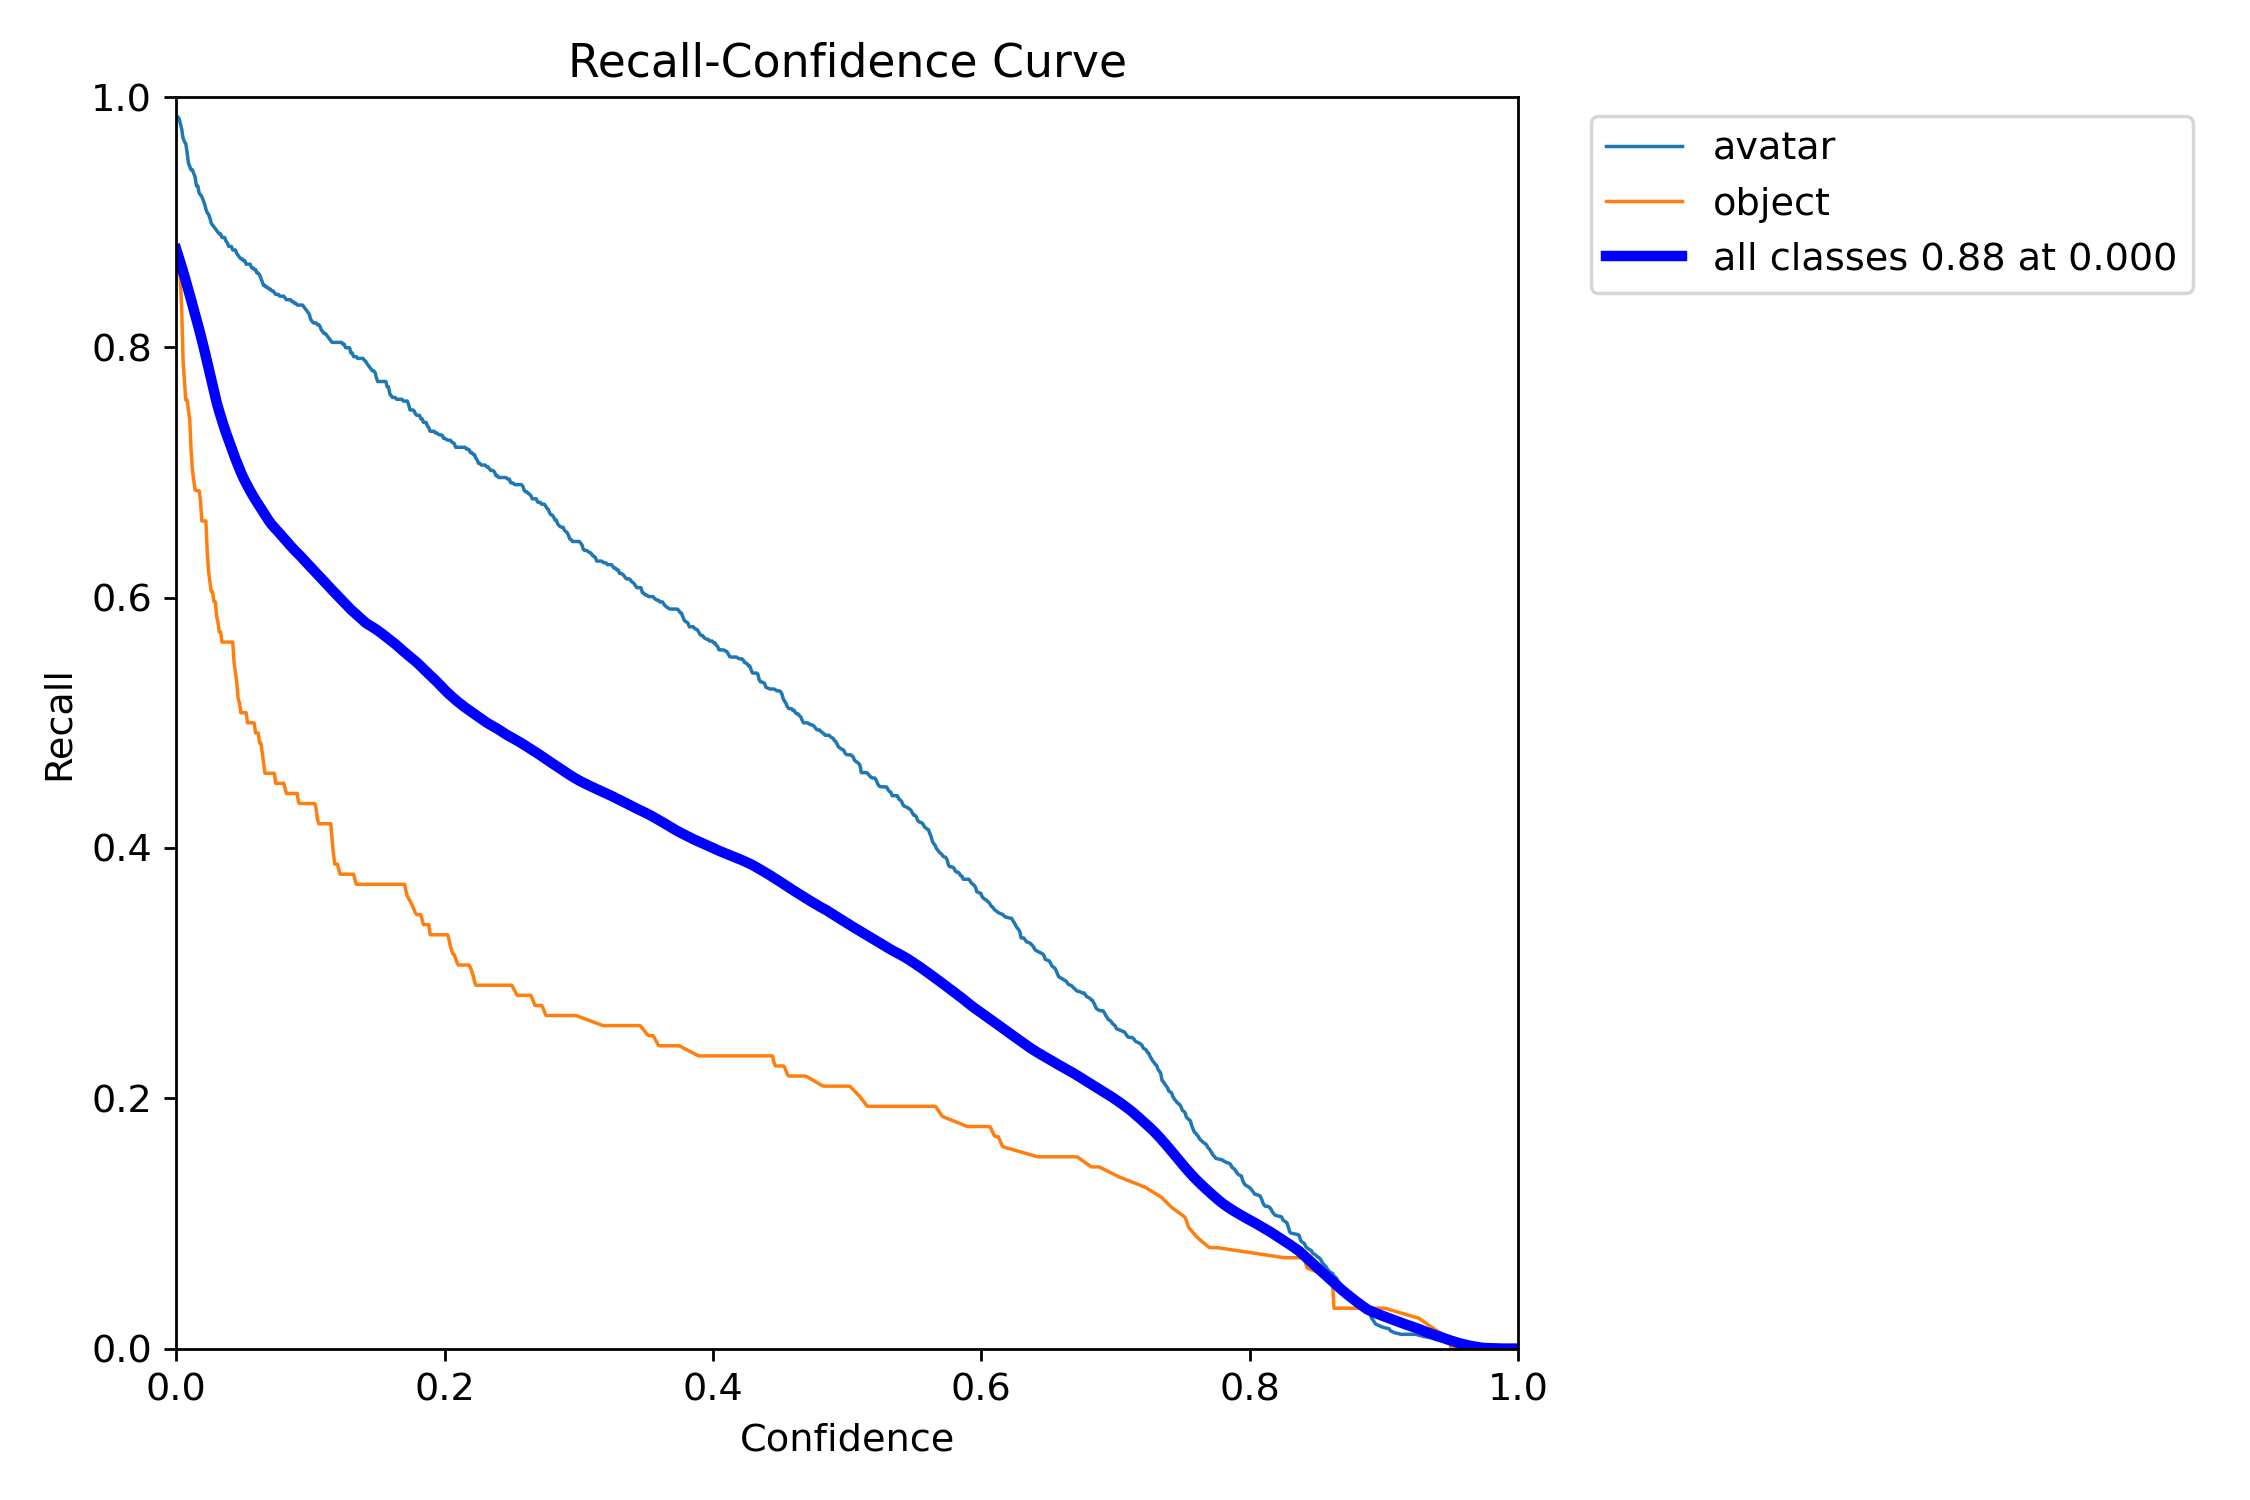 Recall-Confidence Curve
1.0
0.8
0.6
0.4
0.2
0.0
Recall
0.0 0.2 0.4 0.6 0.8 1.0
Confidence
avatar
object
all classes 0.88 at 0.000